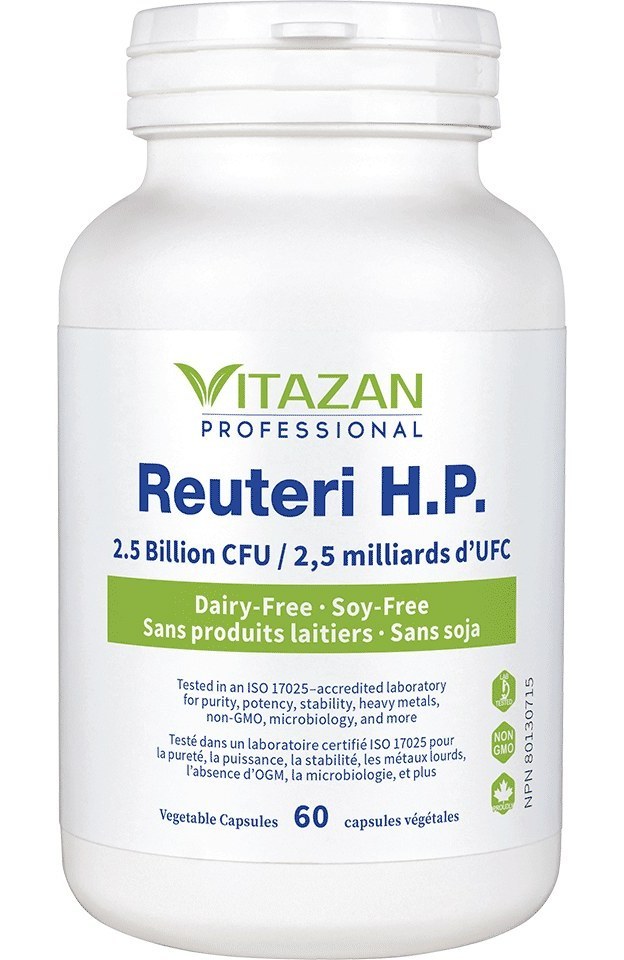 VITAZAN
PROFESSIONAL
Reuteri H.P.
2.5 Billion CFU / 2,5 milliards d’UFC
Dairy-Free · Soy-Free
Sans produits laitiers · Sans soja
Tested in an ISO 17025–accredited laboratory
for purity, potency, stability, heavy metals,
non-GMO, microbiology, and more
Testé dans un laboratoire certifié ISO 17025 pour
la pureté, la puissance, la stabilité, les métaux lourds,
l’absence d’OGM, la microbiologie, et plus
Vegetable Capsules 60 capsules végétales
LAB
TESTED
NON
GMO
NPN 80130715